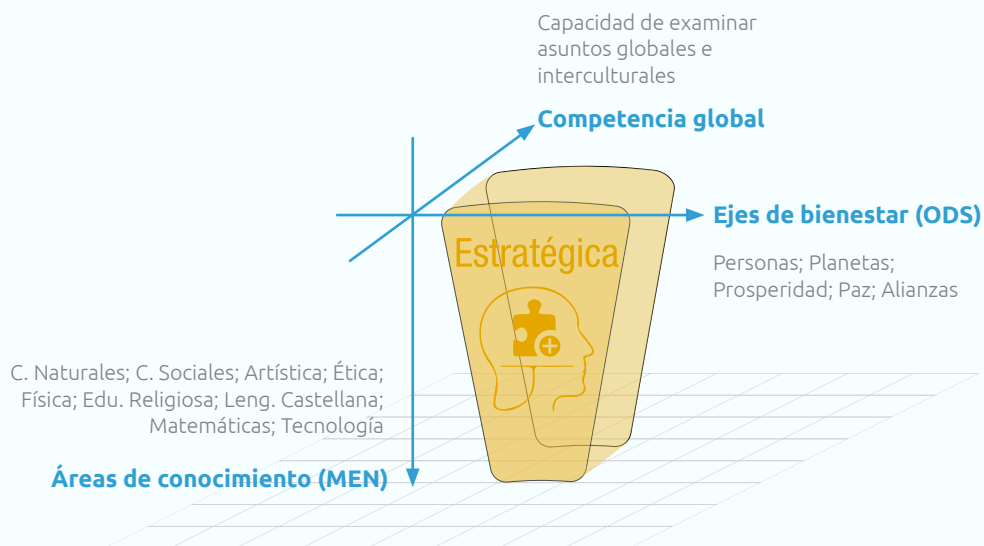 Capacidad de examinar
asuntos globales e
interculturales
Competencia global
Ejes de bienestar (ODS)
Personas; Planetas;
Prosperidad; Paz; Alianzas
Estratégica
C. Naturales; C. Sociales; Artística; Ética;
Física; Edu. Religiosa; Leng. Castellana;
Matemáticas; Tecnología
Áreas de conocimiento (MEN)